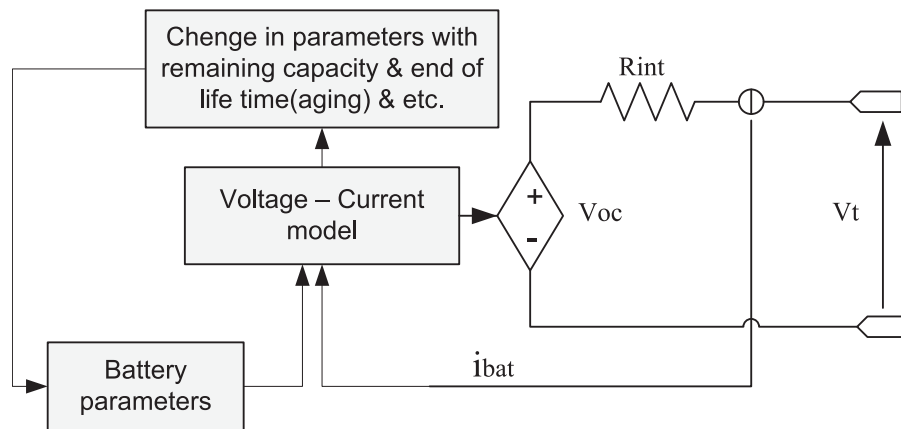 Chenge in parameters with
remaining capacity & end of
life time(aging) & etc.
Rint
Voltage – Current
model
+
-
Voc
Vt
Battery
parameters
ibat